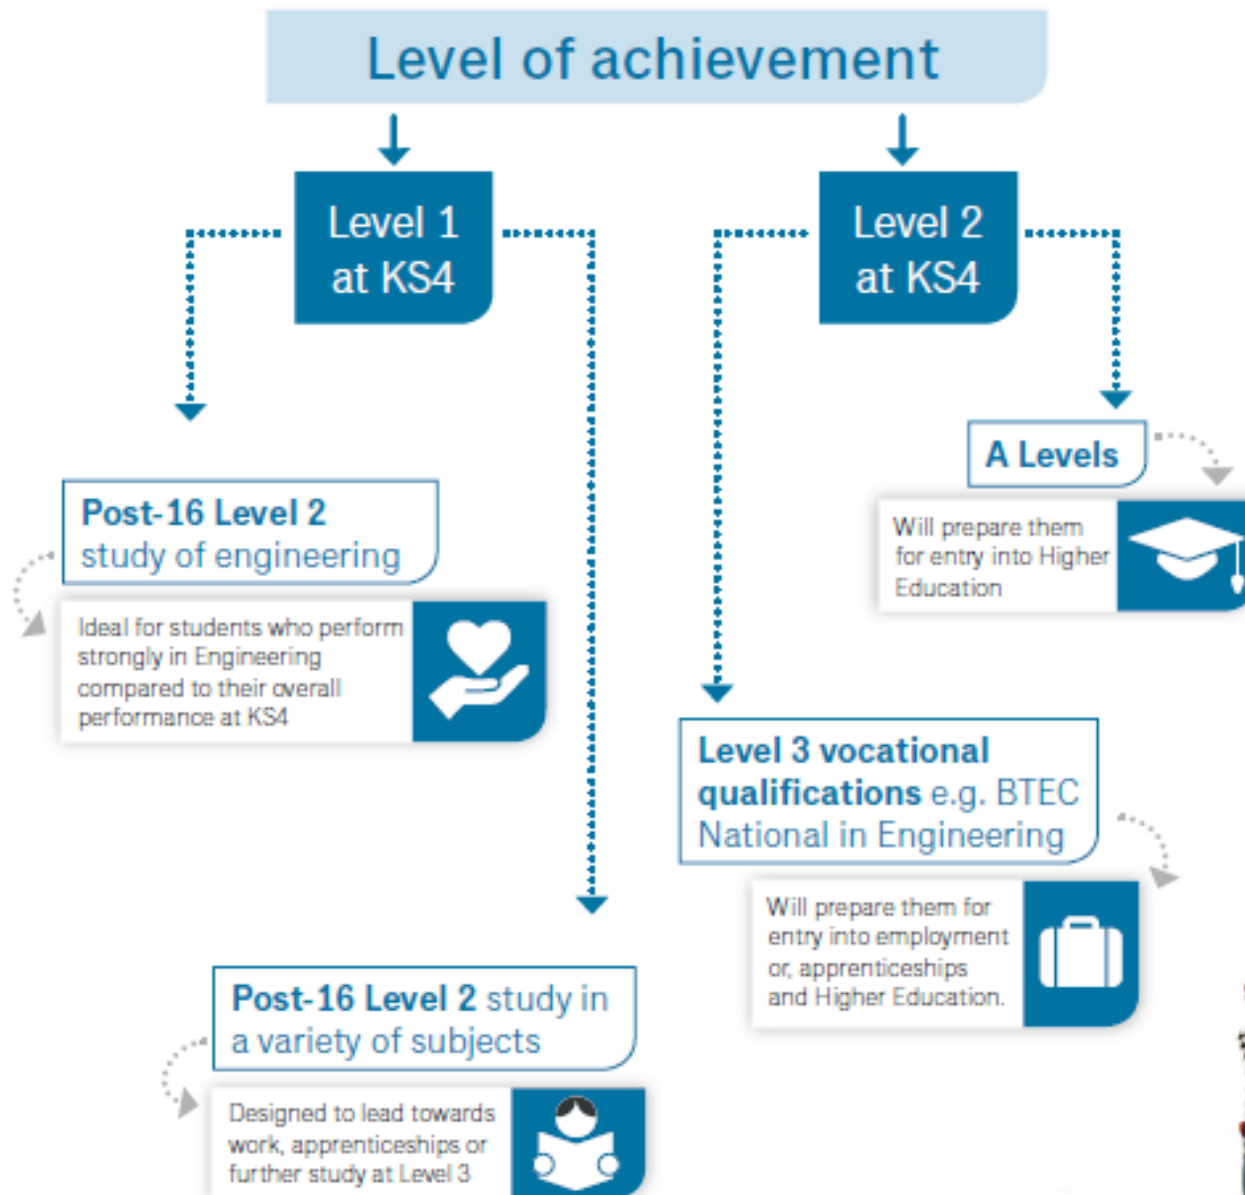 Level of achievement
Level 1
at KS4
Level 2
at KS4
A Levels
Will prepare them
for entry into Higher
Education
Post-16 Level 2
study of engineering
Ideal for students who perform
strongly in Engineering
compared to their overall
performance at KS4
Level 3 vocational
qualifications e.g. BTEC
National in Engineering
Will prepare them for
entry into employment
or, apprenticeships
and Higher Education.
Post-16 Level 2 study in
a variety of subjects
Designed to lead towards
work, apprenticeships or
further study at Level 3